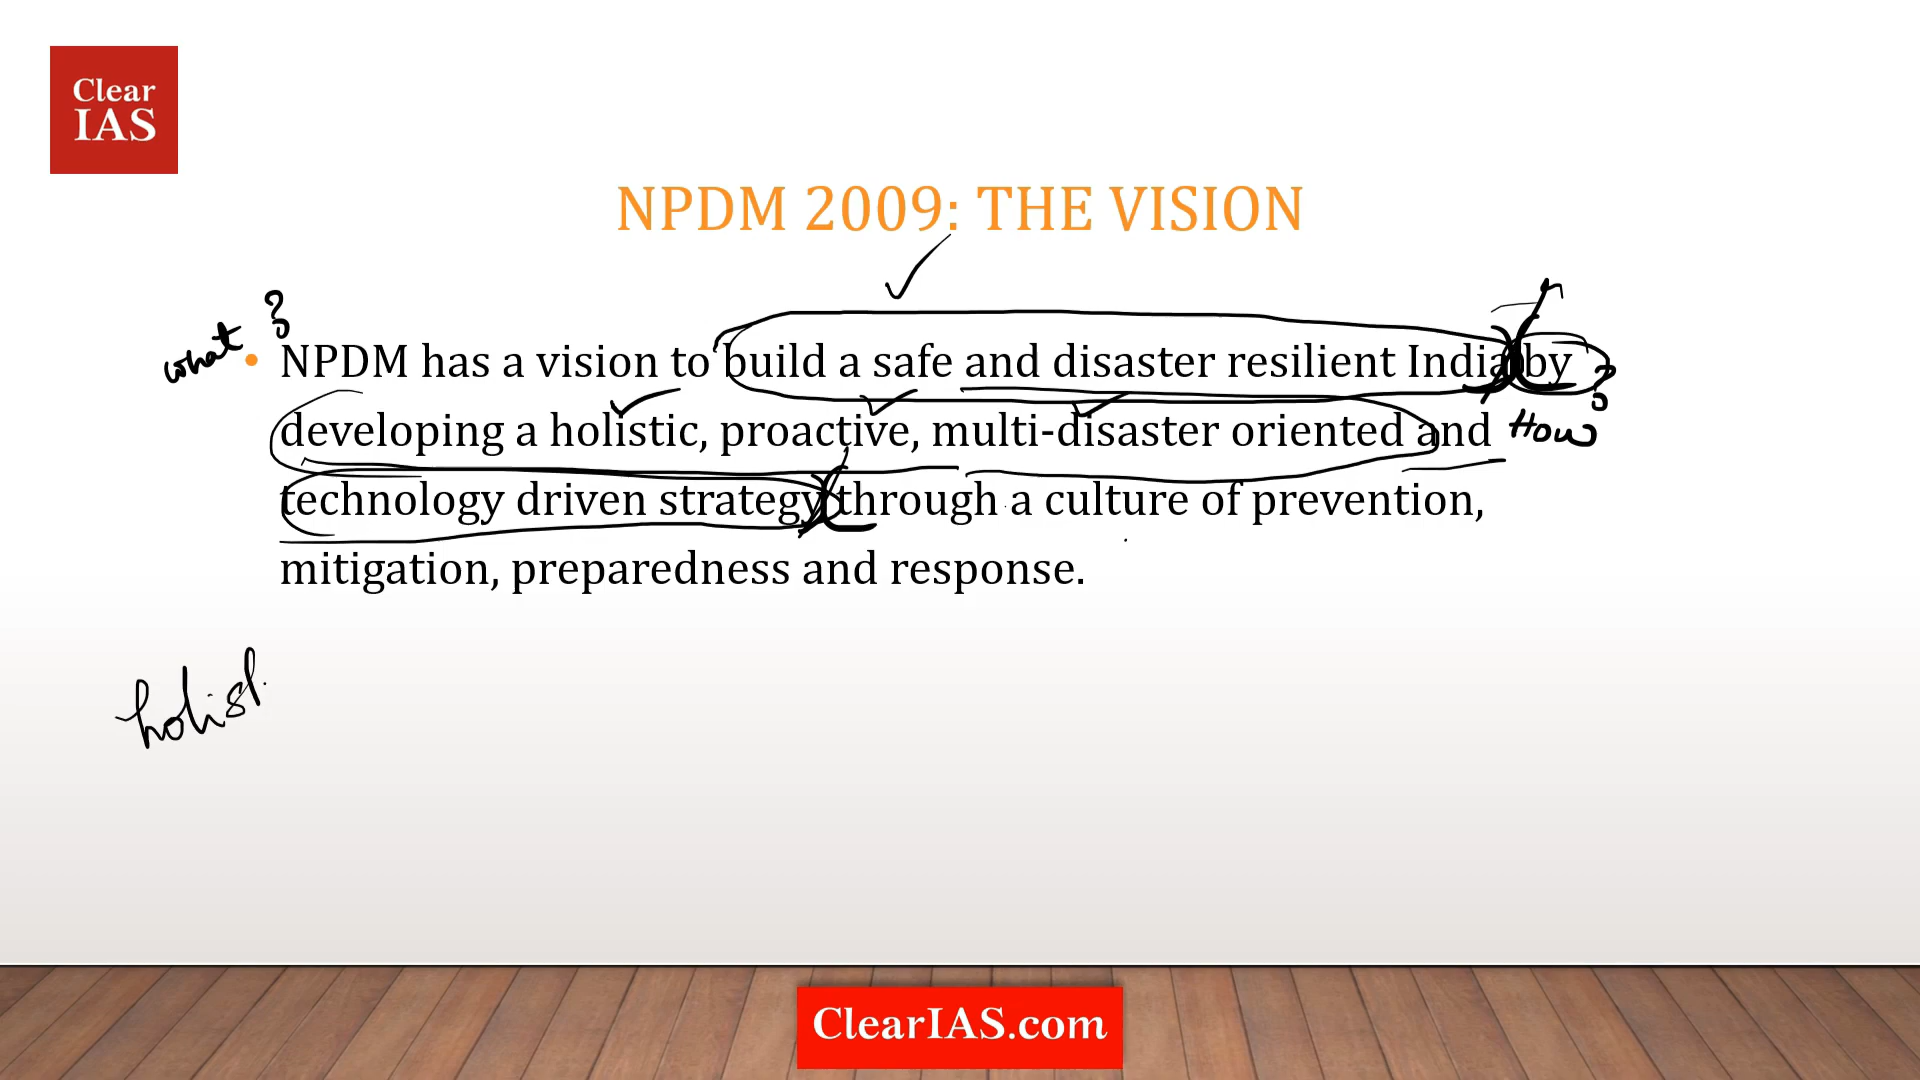 Clear
IAS
NPDM 2009: THE VISION
what ?
• NPDM has a vision to build a safe and disaster resilient India by
?
developing a holistic, proactive, multi-disaster oriented and
How
technology driven strategy through a culture of prevention,
mitigation, preparedness and response.
holist
ClearIAS.com